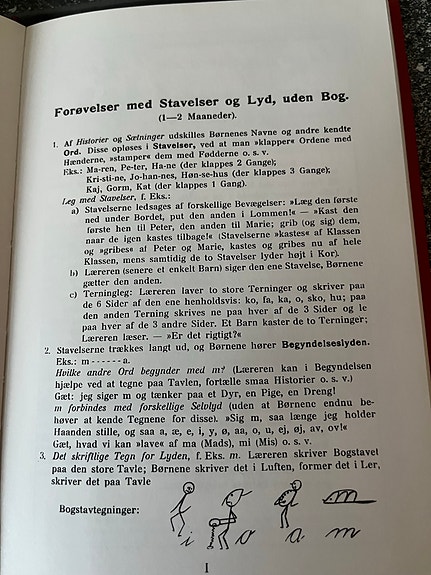 Forøvelser med Stavelser og Lyd, uden Bog.
(1—2 Maaneder).
1. Af Historier og Sætninger udskilles Børnenes Navne og andre kendte
Ord. Disse opløses i Stavelser, ved at man »klapper« Ordene med
Hænderne, »stamper« dem med Fødderne o. s. v.
Eks.: Ma-ren, Pe-ter, Ha-ne (der klappes 2 Gange);
Kri-sti-ne, Jo-han-nes, Høn-se-hus (der klappes 3 Gange);
Kaj, Gorm, Kat (der klappes 1 Gang).
Leg med Stavelser, f. Eks.:
a) Stavelserne ledsages af forskellige Bevægelser: »Læg den første
ned under Bordet, put den anden i Lommen!« — »Kast den
første hen til Peter, den anden til Marie; grib (og sig) dem,
naar de igen kastes tilbage!« (Stavelserne »kastes« af Klassen
og »gribes« af Peter og Marie, kastes og gribes nu af hele
Klassen, mens samtidig de to Stavelser lyder højt i Kor).
b) Læreren (senere et enkelt Barn) siger den ene Stavelse, Børnene
gætter den anden.
c) Terningleg: Læreren laver to store Terninger og skriver paa
de 6 Sider af den ene henholdsvis: ko, fa, ka, o, sko, hu; paa
den anden Terning skrives ne paa hver af de 3 Sider og le
paa hver af de 3 andre Sider. Et Barn kaster de to Terninger;
Læreren læser. — »Er det rigtigt?«
2. Stavelserne trækkes langt ud, og Børnene hører Begyndelseslyden.
Eks.: m - - - - - - a.
Hvilke andre Ord begynder med m? (Læreren kan i Begyndelsen
hjælpe ved at tegne paa Tavlen, fortælle smaa Historier o. s. v.)
Gæt: jeg siger m og tænker paa et Dyr, en Pige, en Dreng!
m forbindes med forskellige Selvlyd (uden at Børnene endnu be-
høver at kende Tegnene for disse). »Sig m, saa længe jeg holder
Haanden stille, og saa a, æ, e, i, y, ø, aa, o, u, ej, øj, av, ov!«
Gæt, hvad vi kan »lave« af ma (Mads), mi (Mis) o. s. v.
3. Det skriftlige Tegn for Lyden, f. Eks. m. Læreren skriver Bogstavet
paa den store Tavle; Børnene skriver det i Luften, former det i Ler,
skriver det paa Tavle
Bogstavtegninger:
i o a m
I